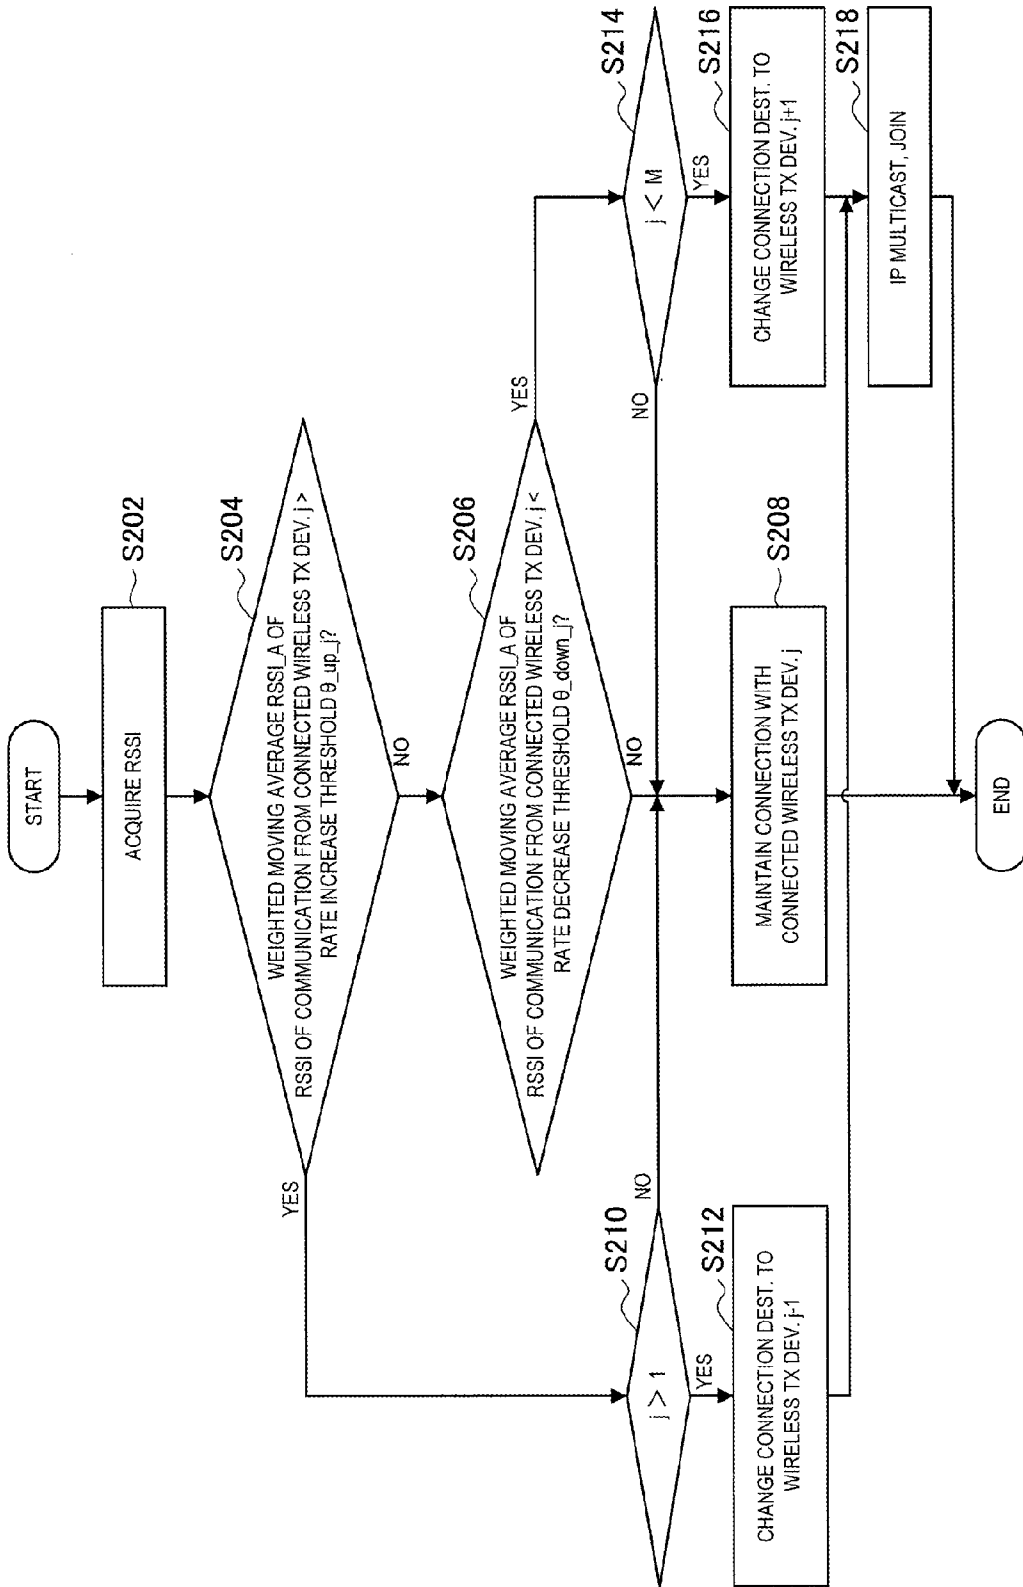 START
ACQUIRE RSSI
S202
WEIGHTED MOVING AVERAGE RSSI_A OF
RSSI OF COMMUNICATION FROM CONNECTED WIRELESS TX DEV. j >
RATE INCREASE THRESHOLD θ_up_j?
S204
YES
NO
WEIGHTED MOVING AVERAGE RSSI_A OF
RSSI OF COMMUNICATION FROM CONNECTED WIRELESS TX DEV. j <
RATE DECREASE THRESHOLD θ_down_j?
S206
YES
NO
j > 1
S210
NO
YES
j < M
S214
NO
YES
CHANGE CONNECTION DEST. TO
WIRELESS TX DEV. j-1
S212
MAINTAIN CONNECTION WITH
CONNECTED WIRELESS TX DEV. j
S208
CHANGE CONNECTION DEST. TO
WIRELESS TX DEV. j+1
S216
IP MULTICAST, JOIN
S218
END